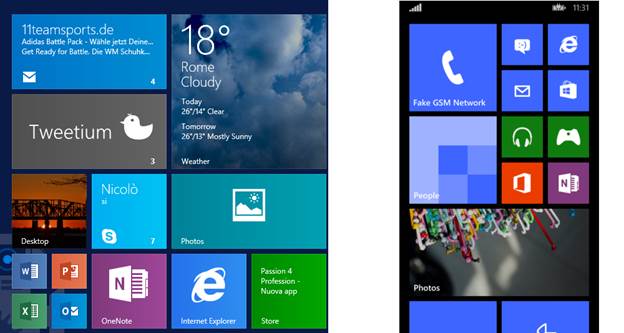 11teamsports.de
Adidas Battle Pack - Wähle jetzt Deine...
Get Ready for Battle. Die WM Schuhk...
4
18°
Rome
Cloudy
Today
26°/14° Clear
Tomorrow
26°/13° Mostly Sunny
Weather
Tweetium
3
Desktop
Nicolò
si
7
Photos
W
P
X
O
N
OneNote
Internet Explorer
Passion 4
Profession -
Nuova app
Store
11:31
Fake GSM Network
People
N
Photos